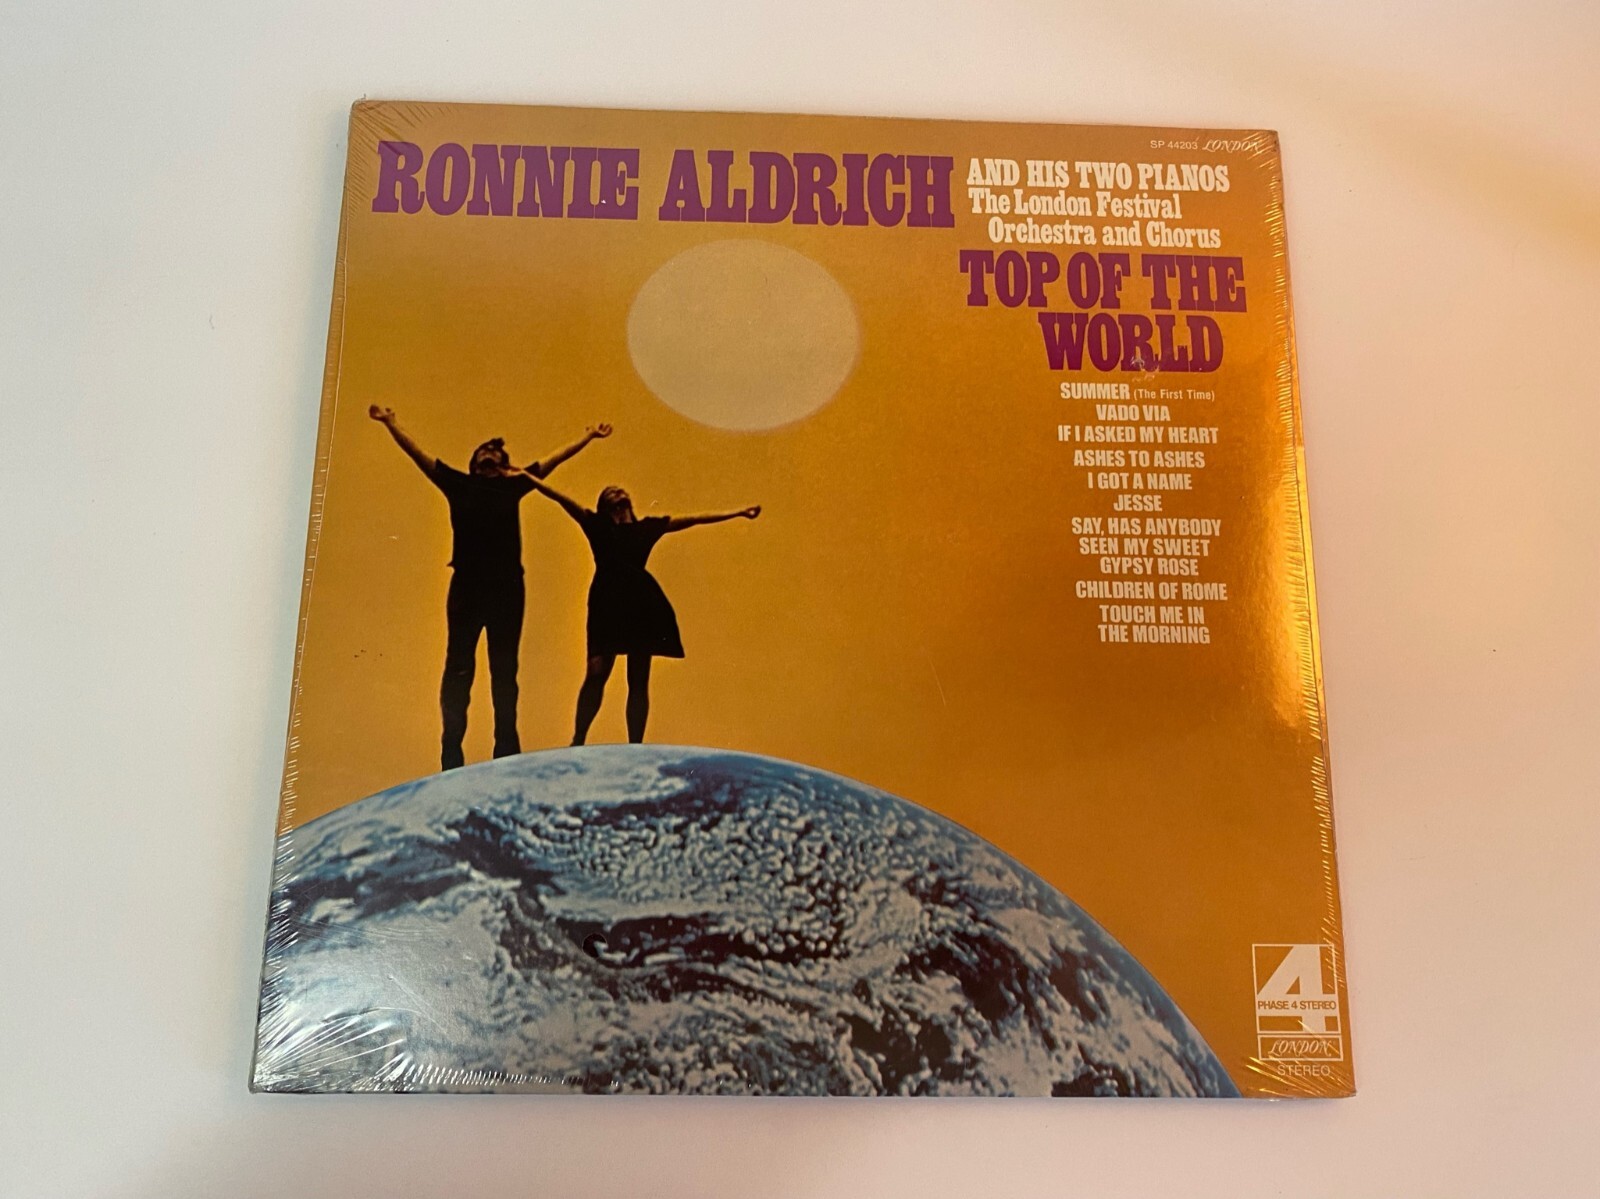 SP 44203 LONDON
RONNIE ALDRICH
AND HIS TWO PIANOS
The London Festival
Orchestra and Chorus
TOP OF THE
WORLD
SUMMER (The First Time)
VADO VIA
IF I ASKED MY HEART
ASHES TO ASHES
I GOT A NAME
JESSE
SAY, HAS ANYBODY
SEEN MY SWEET
GYPSY ROSE
CHILDREN OF ROME
TOUCH ME IN
THE MORNING
4
PHASE 4 STEREO
LONDON
STEREO